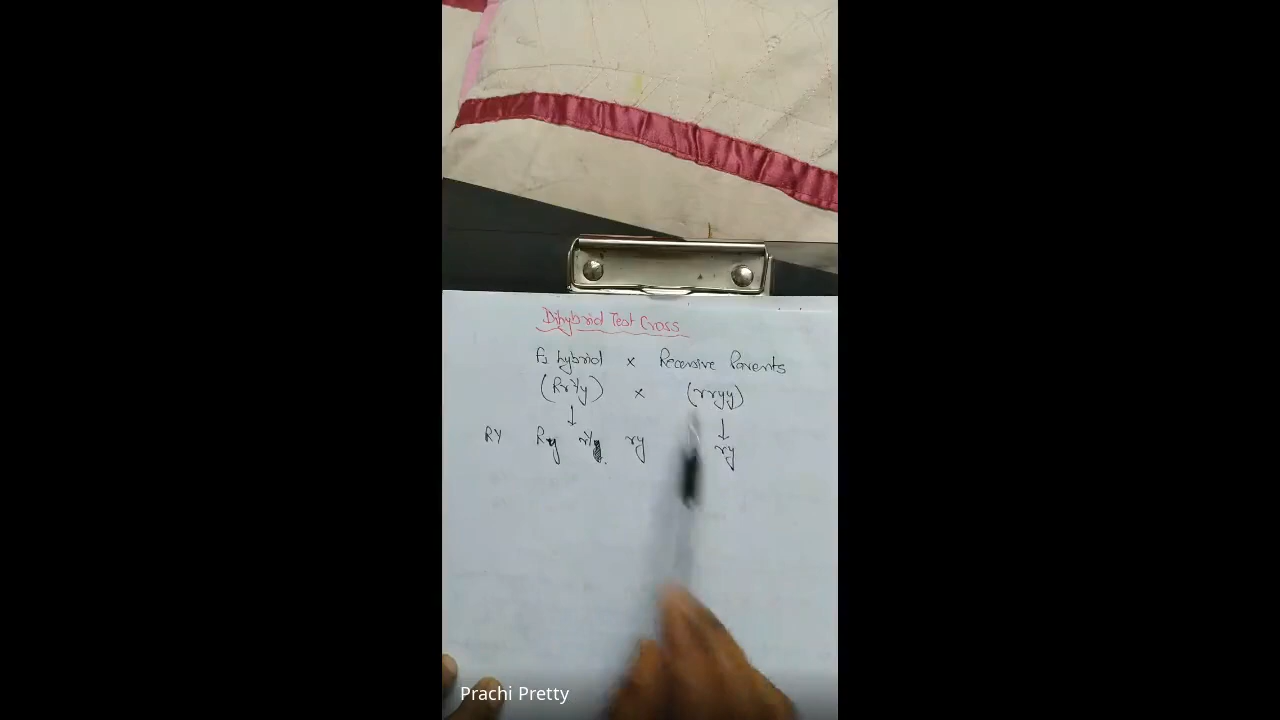 Dihybrid Test Cross
F₁ hybrid × Recessive Parents
(RrYy) × (rryy)
↓ ↓
RY Ry rY ry ry
Prachi Pretty